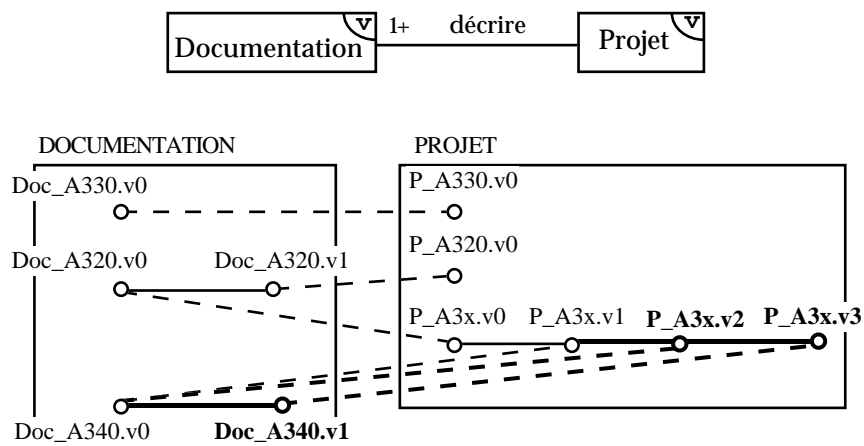 v v
Documentation 1+ décrire Projet
DOCUMENTATION PROJET
Doc_A330.v0 P_A330.v0
P_A320.v0
Doc_A320.v0 Doc_A320.v1
P_A3x.v0 P_A3x.v1 P_A3x.v2 P_A3x.v3
Doc_A340.v0 Doc_A340.v1